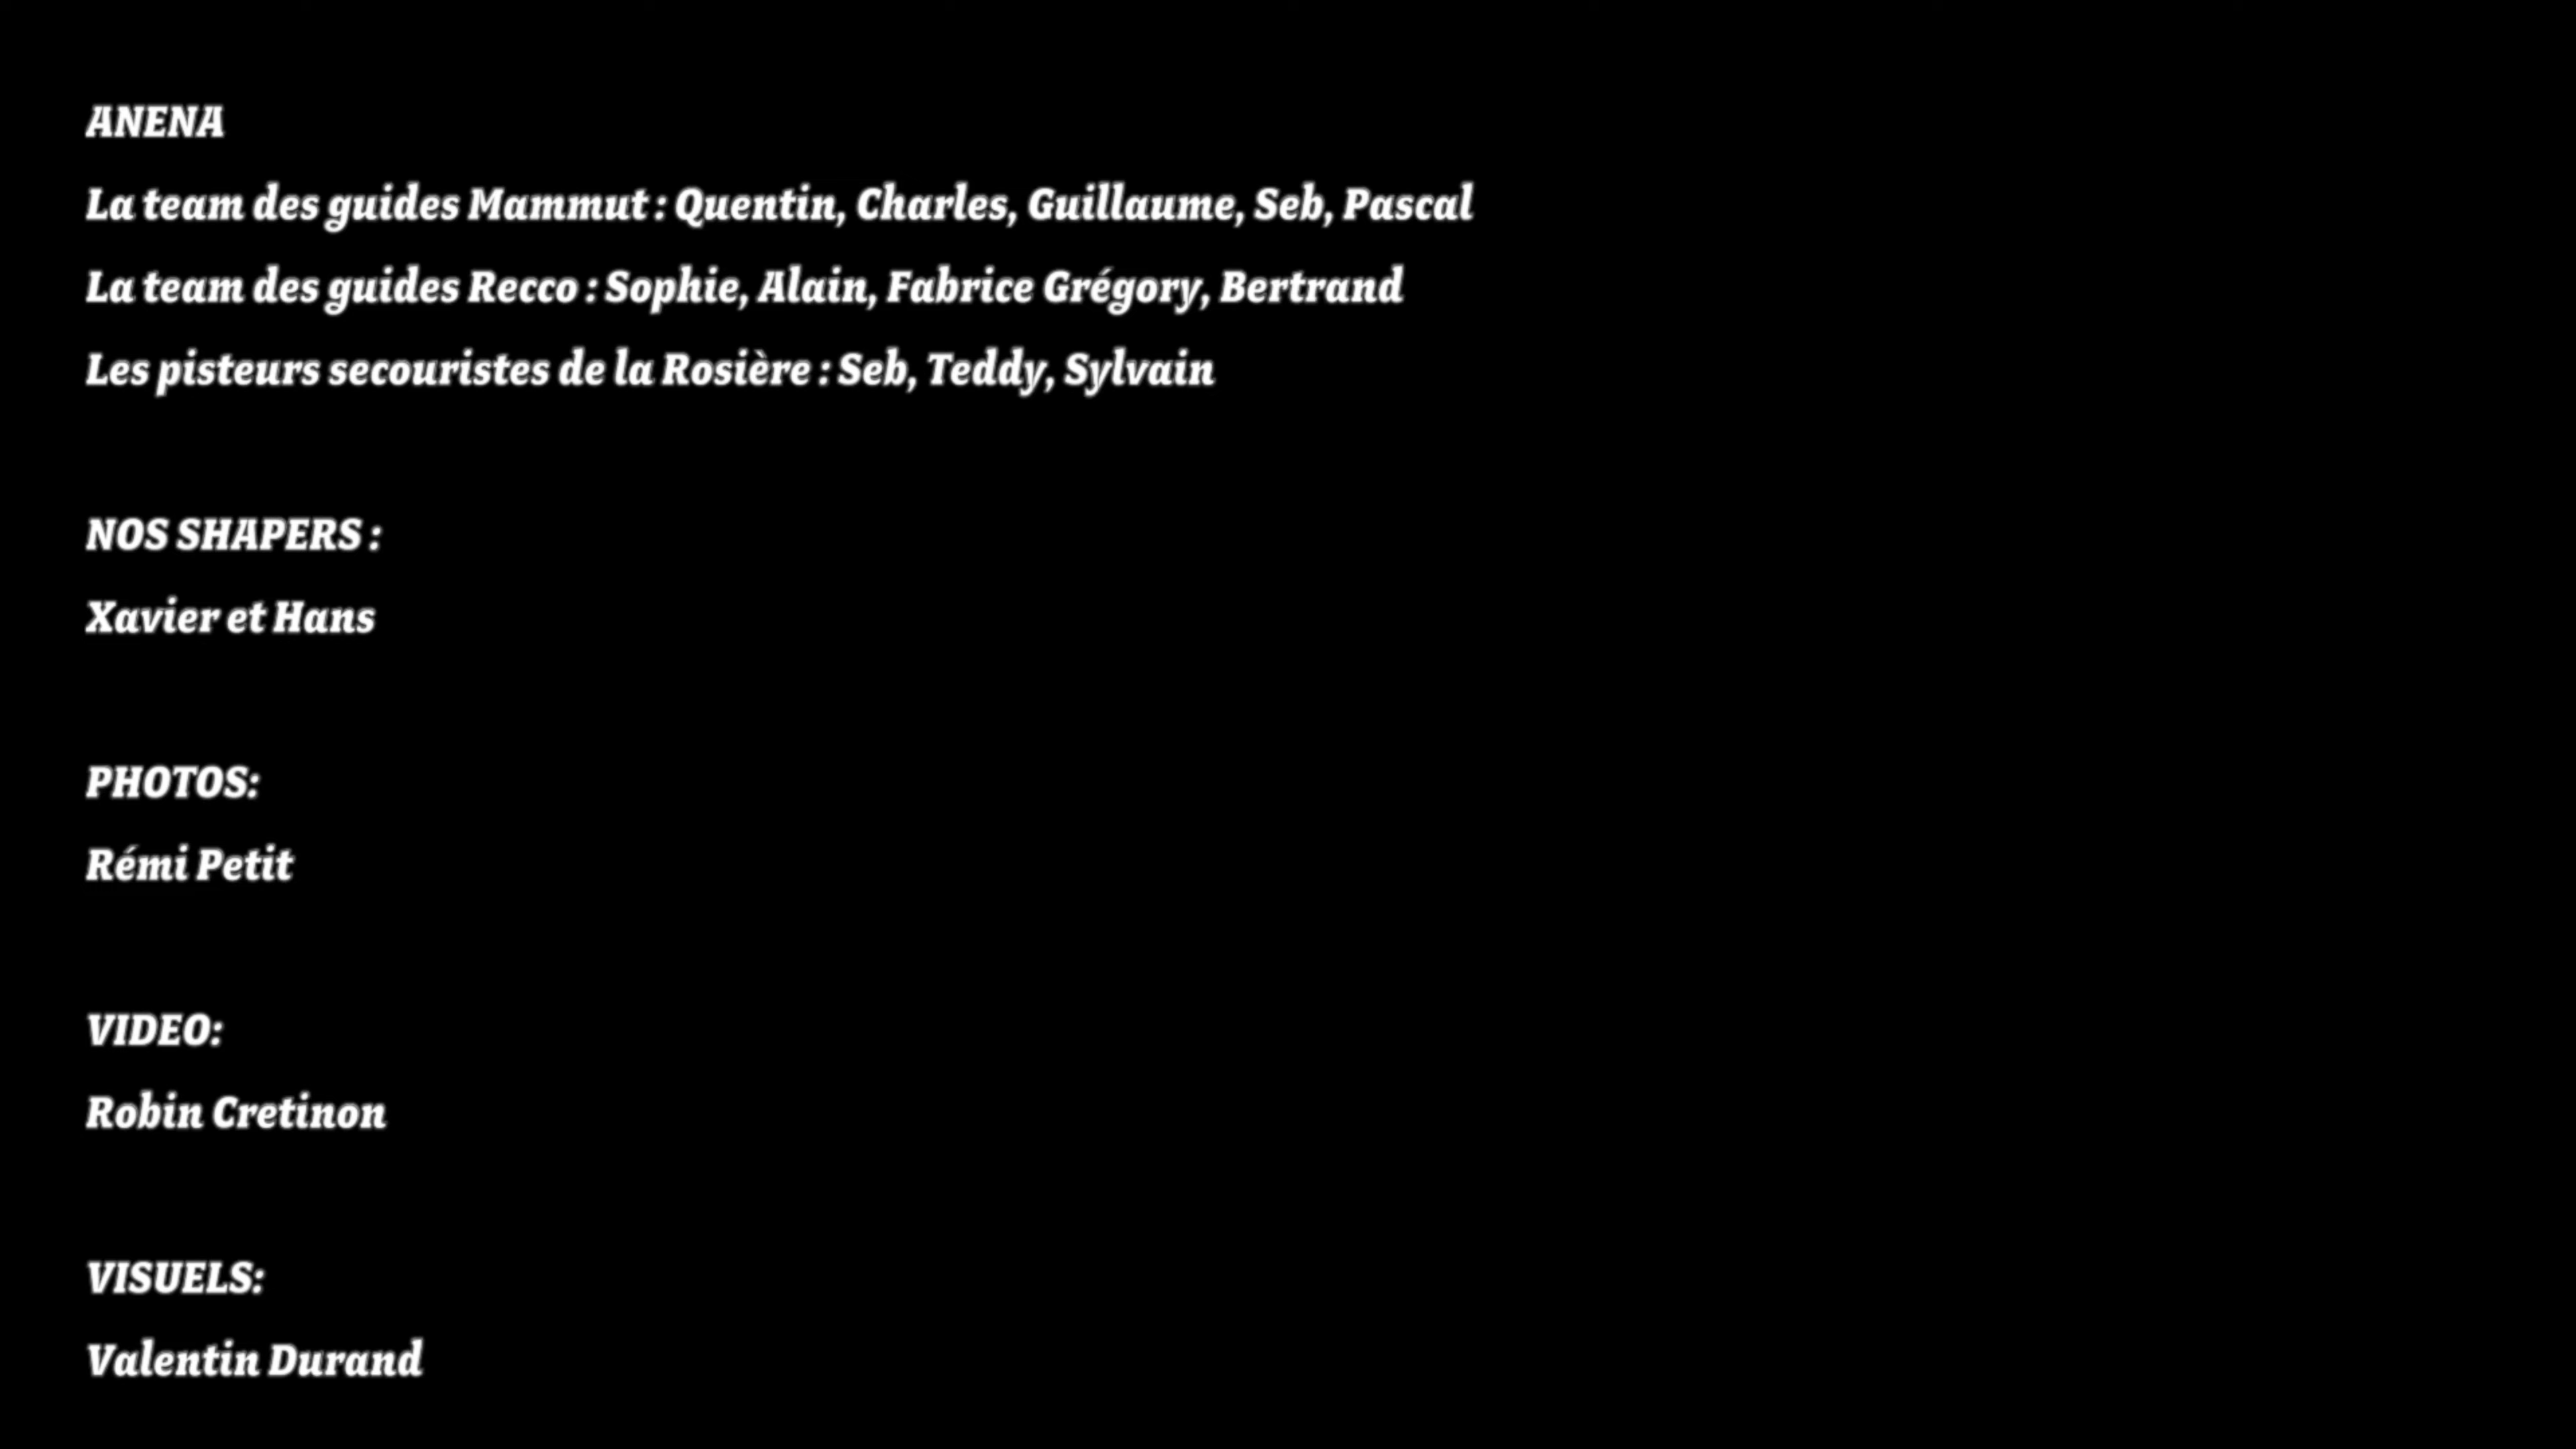 ANENA
La team des guides Mammut : Quentin, Charles, Guillaume, Seb, Pascal
La team des guides Recco : Sophie, Alain, Fabrice Grégory, Bertrand
Les pisteurs secouristes de la Rosière : Seb, Teddy, Sylvain
NOS SHAPERS :
Xavier et Hans
PHOTOS:
Rémi Petit
VIDEO:
Robin Cretinon
VISUELS:
Valentin Durand